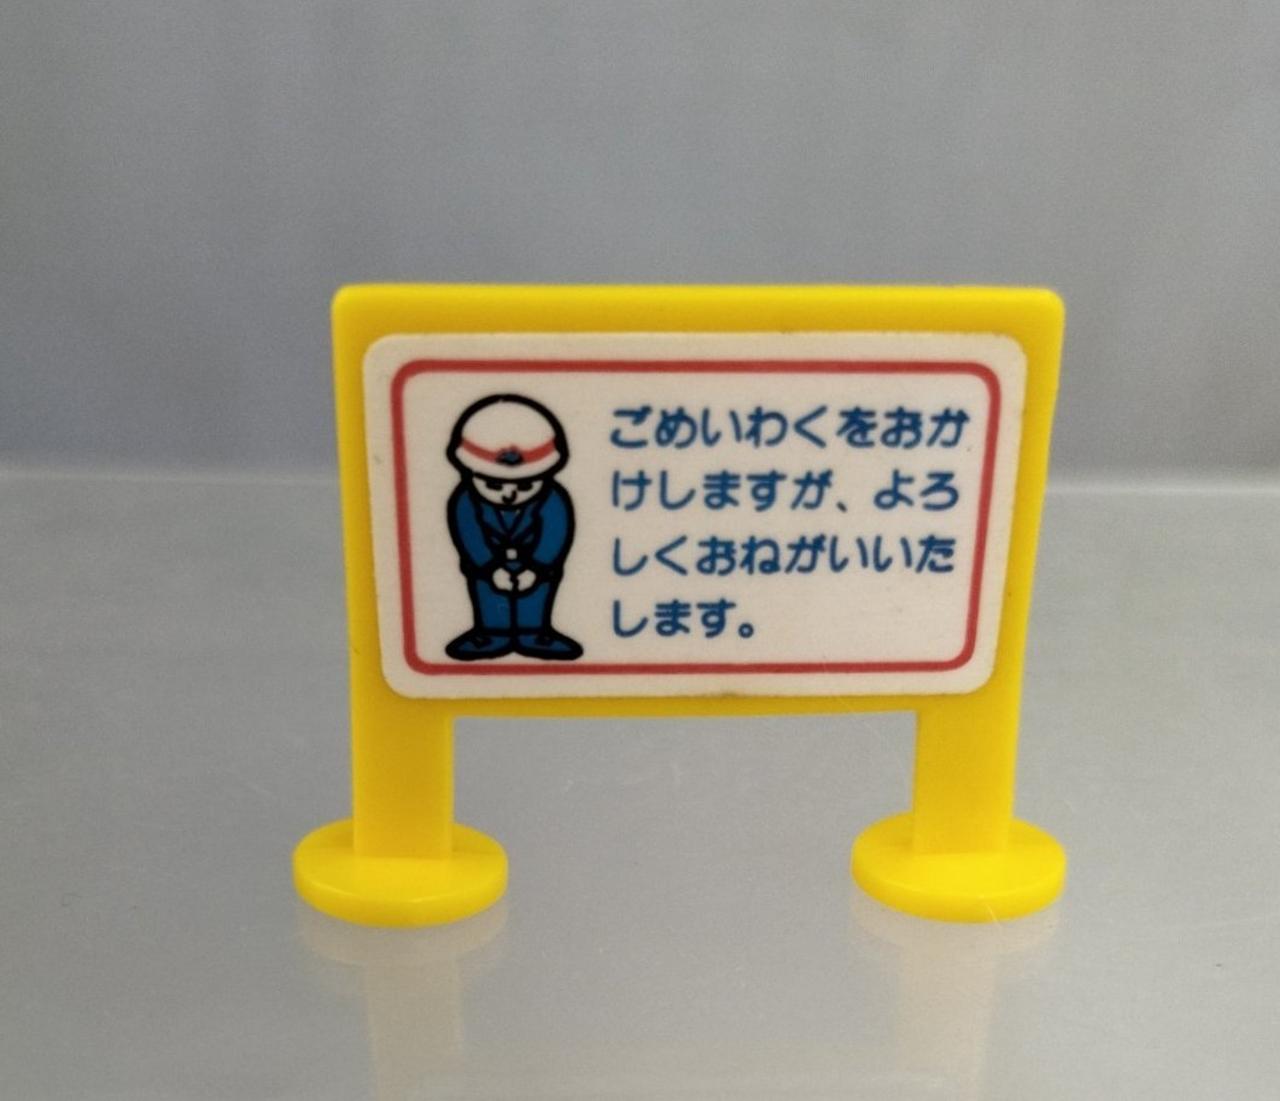 ごめいわくをおか
けしますが、よろ
しくおねがいいた
します。